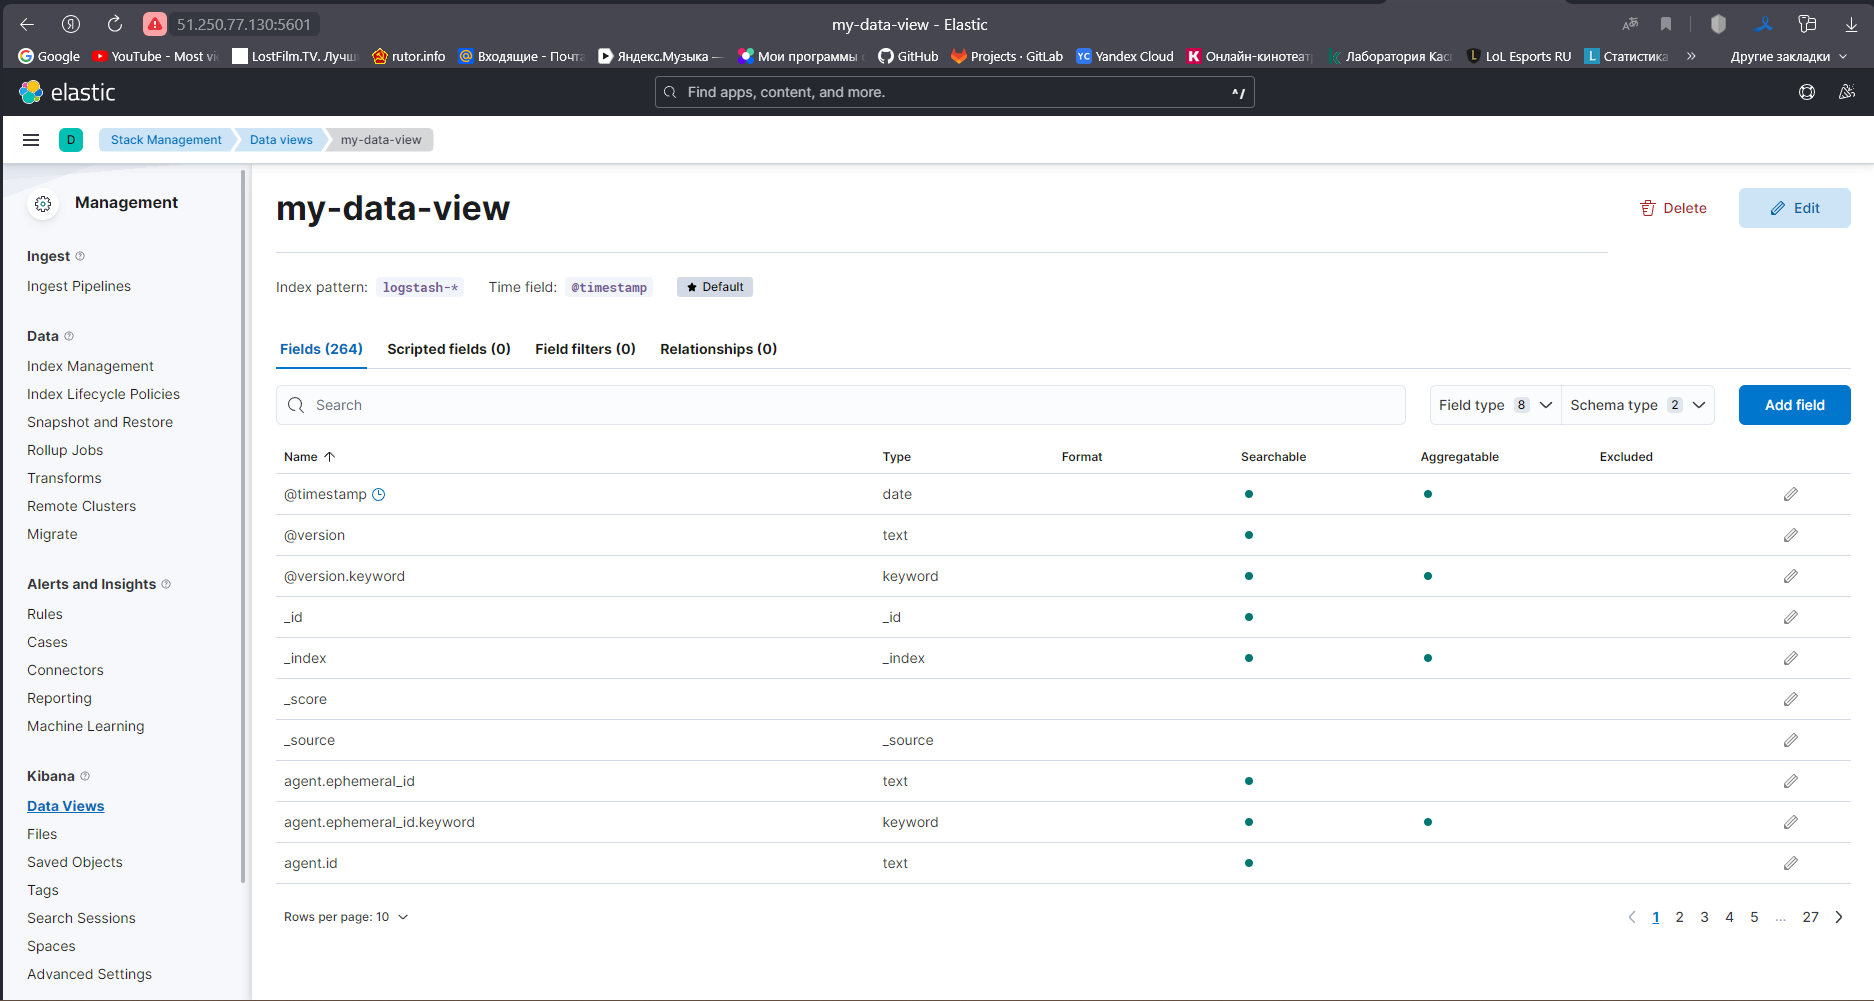 51.250.77.130:5601
my-data-view - Elastic
Google
YouTube - Most vi
LostFilm.TV. Лучш
rutor.info
Входящие - Почта
Яндекс.Музыка —
Мои программы
GitHub
Projects · GitLab
Yandex Cloud
Онлайн-кинотеат
Лаборатория Кас
LoL Esports RU
Статистика
Другие закладки
elastic
Find apps, content, and more.
^/
D
Stack Management
Data views
my-data-view
Management
Ingest
Ingest Pipelines
Data
Index Management
Index Lifecycle Policies
Snapshot and Restore
Rollup Jobs
Transforms
Remote Clusters
Migrate
Alerts and Insights
Rules
Cases
Connectors
Reporting
Machine Learning
Kibana
Data Views
Files
Saved Objects
Tags
Search Sessions
Spaces
Advanced Settings
my-data-view
Delete
Edit
Index pattern: logstash-* Time field: @timestamp Default
Fields (264) Scripted fields (0) Field filters (0) Relationships (0)
Search
Field type 8
Schema type 2
Add field
Name Type Format Searchable Aggregatable Excluded
@timestamp date
@version text
@version.keyword keyword
_id _id
_index _index
_score
_source _source
agent.ephemeral_id text
agent.ephemeral_id.keyword keyword
agent.id text
Rows per page: 10
1 2 3 4 5 ... 27